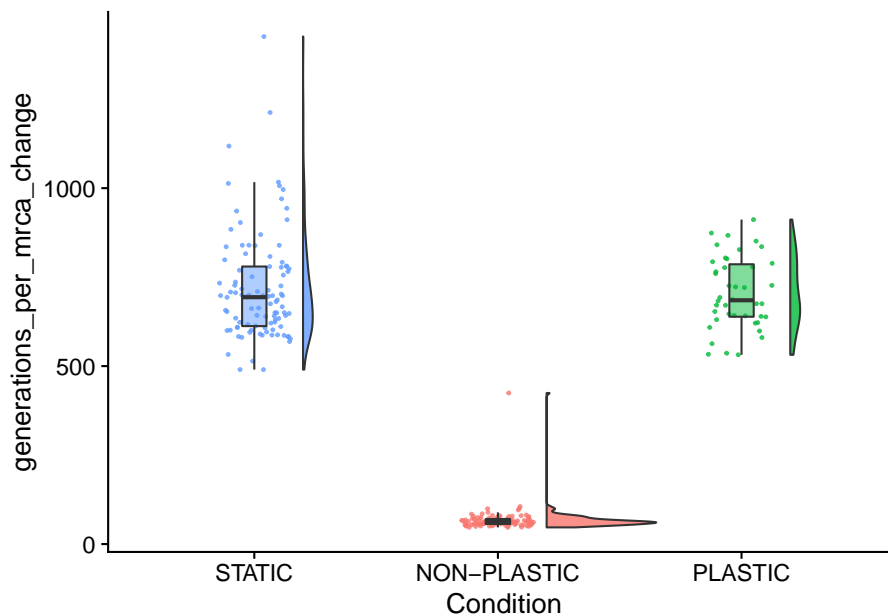 generations_per_mrca_change
1000
500
0
STATIC
NON−PLASTIC
PLASTIC
Condition